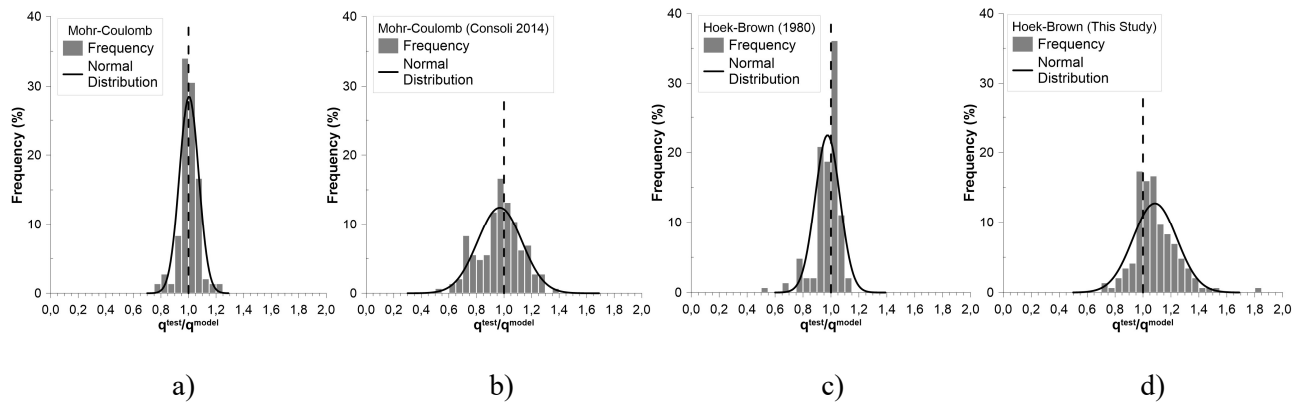 Mohr-Coulomb
Frequency
Normal
Distribution
Frequency (%)
40
30
20
10
0
0,0 0,2 0,4 0,6 0,8 1,0 1,2 1,4 1,6 1,8 2,0
qtest/qmodel
a)
Mohr-Coulomb (Consoli 2014)
Frequency
Normal
Distribution
Frequency (%)
40
30
20
10
0
0,0 0,2 0,4 0,6 0,8 1,0 1,2 1,4 1,6 1,8 2,0
qtest/qmodel
b)
Hoek-Brown (1980)
Frequency
Normal
Distribution
Frequency (%)
40
30
20
10
0
0,0 0,2 0,4 0,6 0,8 1,0 1,2 1,4 1,6 1,8 2,0
qtest/qmodel
c)
Hoek-Brown (This Study)
Frequency
Normal
Distribution
Frequency (%)
40
30
20
10
0
0,0 0,2 0,4 0,6 0,8 1,0 1,2 1,4 1,6 1,8 2,0
qtest/qmodel
d)